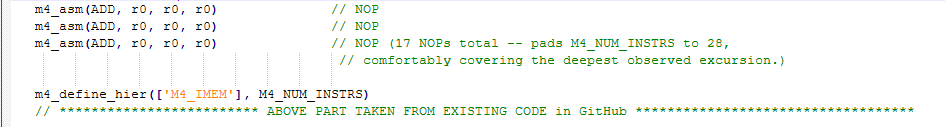 m4_asm(ADD, r0, r0, r0) // NOP
m4_asm(ADD, r0, r0, r0) // NOP
m4_asm(ADD, r0, r0, r0) // NOP (17 NOPs total -- pads M4_NUM_INSTRS to 28,
// comfortably covering the deepest observed excursion.)
m4_define_hier(['M4_IMEM'], M4_NUM_INSTRS)
// ************************* ABOVE PART TAKEN FROM EXISTING CODE in GitHub ***********************************